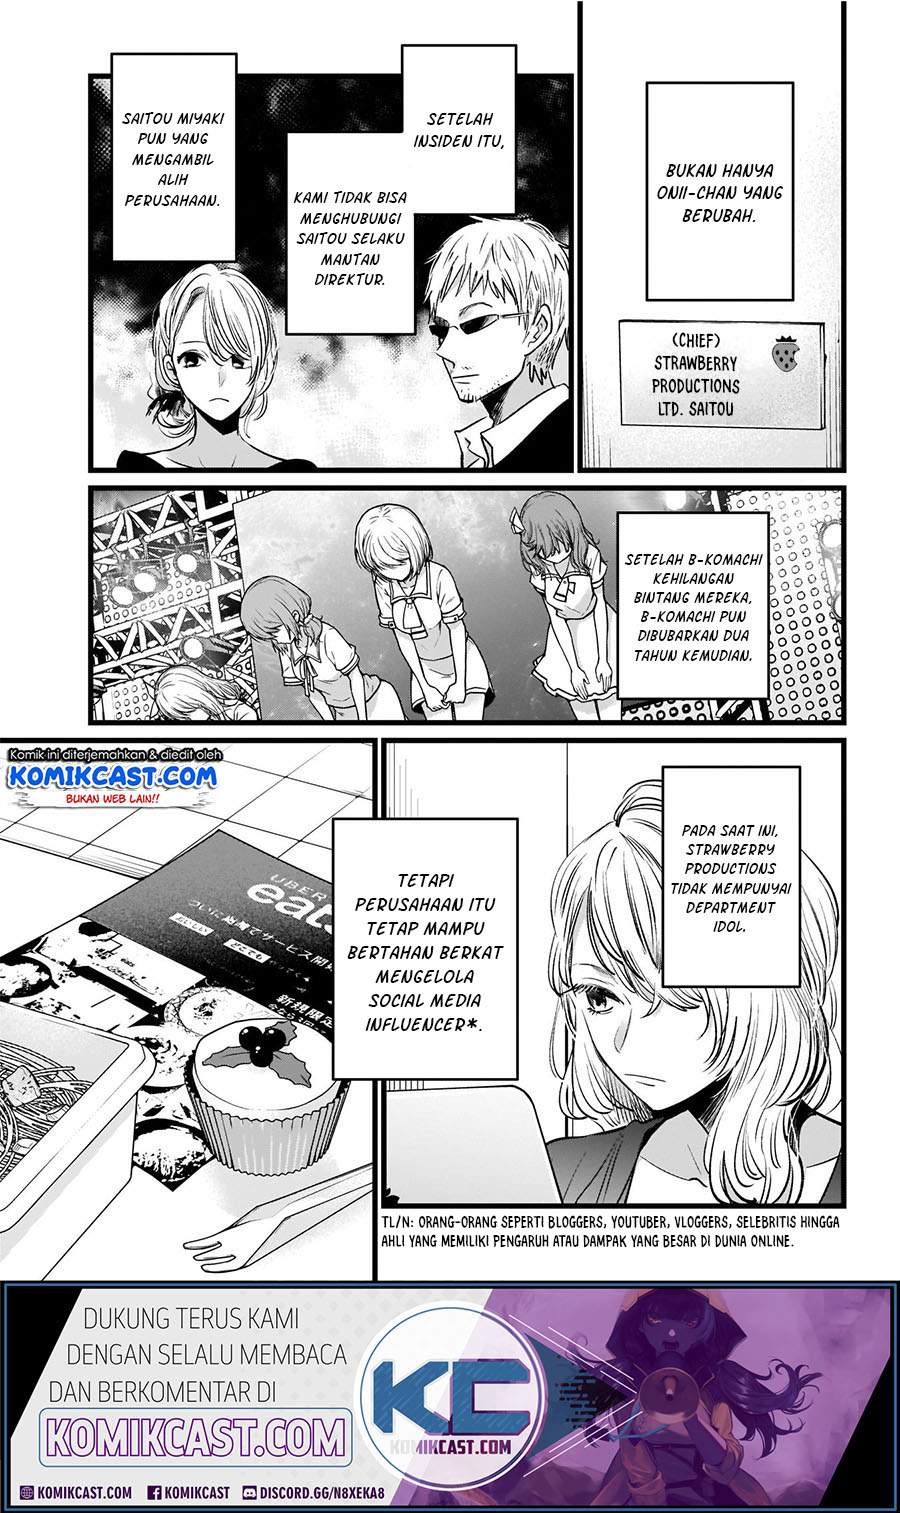 BUKAN HANYA
ONII-CHAN YANG
BERUBAH.
(CHIEF)
STRAWBERRY
PRODUCTIONS
LTD. SAITOU
SETELAH
INSIDEN ITU,
KAMI TIDAK BISA
MENGHUBUNGI
SAITOU SELAKU
MANTAN
DIREKTUR.
SAITOU MIYAKI
PUN YANG
MENGAMBIL
ALIH
PERUSAHAAN.
SETELAH B-KOMACHI
KEHILANGAN
BINTANG MEREKA,
B-KOMACHI PUN
DIBUBARKAN DUA
TAHUN KEMUDIAN.
PADA SAAT INI,
STRAWBERRY
PRODUCTIONS
TIDAK MEMPUNYAI
DEPARTMENT
IDOL.
TETAPI
PERUSAHAAN ITU
TETAP MAMPU
BERTAHAN BERKAT
MENGELOLA
SOCIAL MEDIA
INFLUENCER*.
Komik ini diterjemahkan & diedit oleh
KOMIKCAST.COM
BUKAN WEB LAIN!!
UBER
eats
TL/N: ORANG-ORANG SEPERTI BLOGGERS, YOUTUBER, VLOGGERS, SELEBRITIS HINGGA
AHLI YANG MEMILIKI PENGARUH ATAU DAMPAK YANG BESAR DI DUNIA ONLINE.
DUKUNG TERUS KAMI
DENGAN SELALU MEMBACA
DAN BERKOMENTAR DI
KOMIKCAST.COM
KC
KOMIKCAST.COM
KOMIKCAST.COM
KOMIKCAST
DISCORD.GG/N8XEKA8